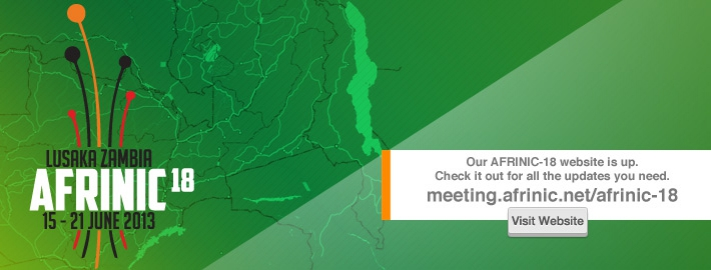 LUSAKA ZAMBIA
AFRINIC 18
15 - 21 JUNE 2013
Our AFRINIC-18 website is up.
Check it out for all the updates you need.
meeting.afrinic.net/afrinic-18
Visit Website